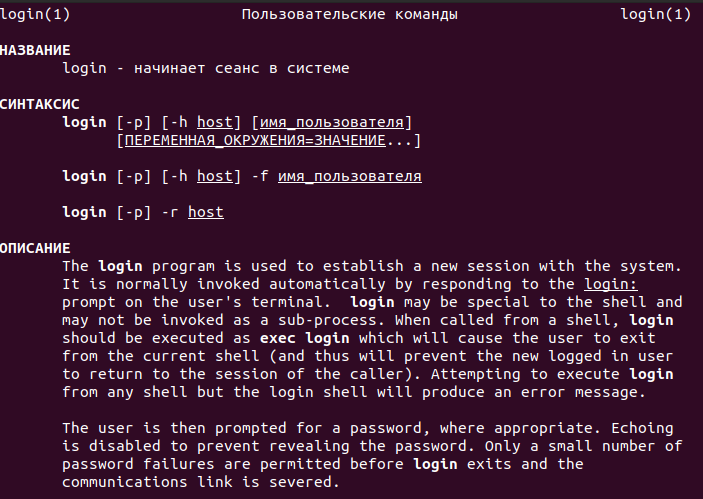 login(1) Пользовательские команды login(1)
НАЗВАНИЕ
login - начинает сеанс в системе
СИНТАКСИС
login [-p] [-h host] [имя_пользователя]
[ПЕРЕМЕННАЯ_ОКРУЖЕНИЯ=ЗНАЧЕНИЕ...]
login [-p] [-h host] -f имя_пользователя
login [-p] -r host
ОПИСАНИЕ
The login program is used to establish a new session with the system.
It is normally invoked automatically by responding to the login:
prompt on the user's terminal.  login may be special to the shell and
may not be invoked as a sub-process. When called from a shell, login
should be executed as exec login which will cause the user to exit
from the current shell (and thus will prevent the new logged in user
to return to the session of the caller). Attempting to execute login
from any shell but the login shell will produce an error message.
The user is then prompted for a password, where appropriate. Echoing
is disabled to prevent revealing the password. Only a small number of
password failures are permitted before login exits and the
communications link is severed.